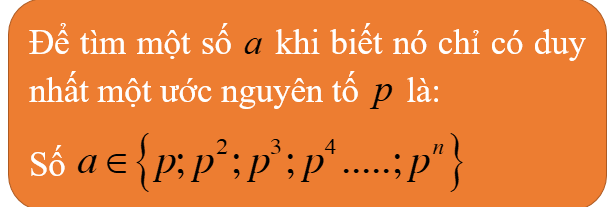 Để tìm một số a khi biết nó chỉ có duy
nhất một ước nguyên tố p là:
Số a ∈ {p; p²; p³; p⁴.....; pⁿ}